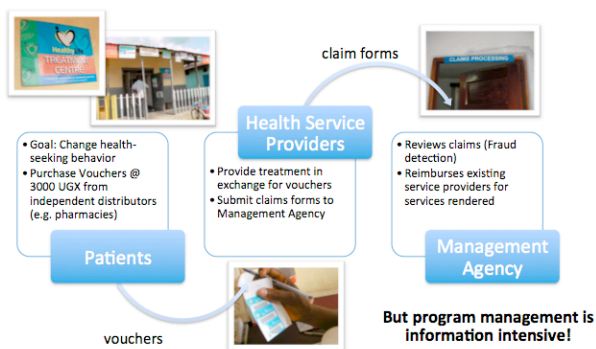 Healthy Life
TREATMENT
CENTRE
claim forms
CLAIMS PROCESSING
Health Service
Providers
• Goal: Change health-
seeking behavior
• Purchase Vouchers @
3000 UGX from
independent distributors
(e.g. pharmacies)
Patients
• Provide treatment in
exchange for vouchers
• Submit claims forms to
Management Agency
• Reviews claims (Fraud
detection)
• Reimburses existing
service providers for
services rendered
Management
Agency
vouchers
But program management is
information intensive!